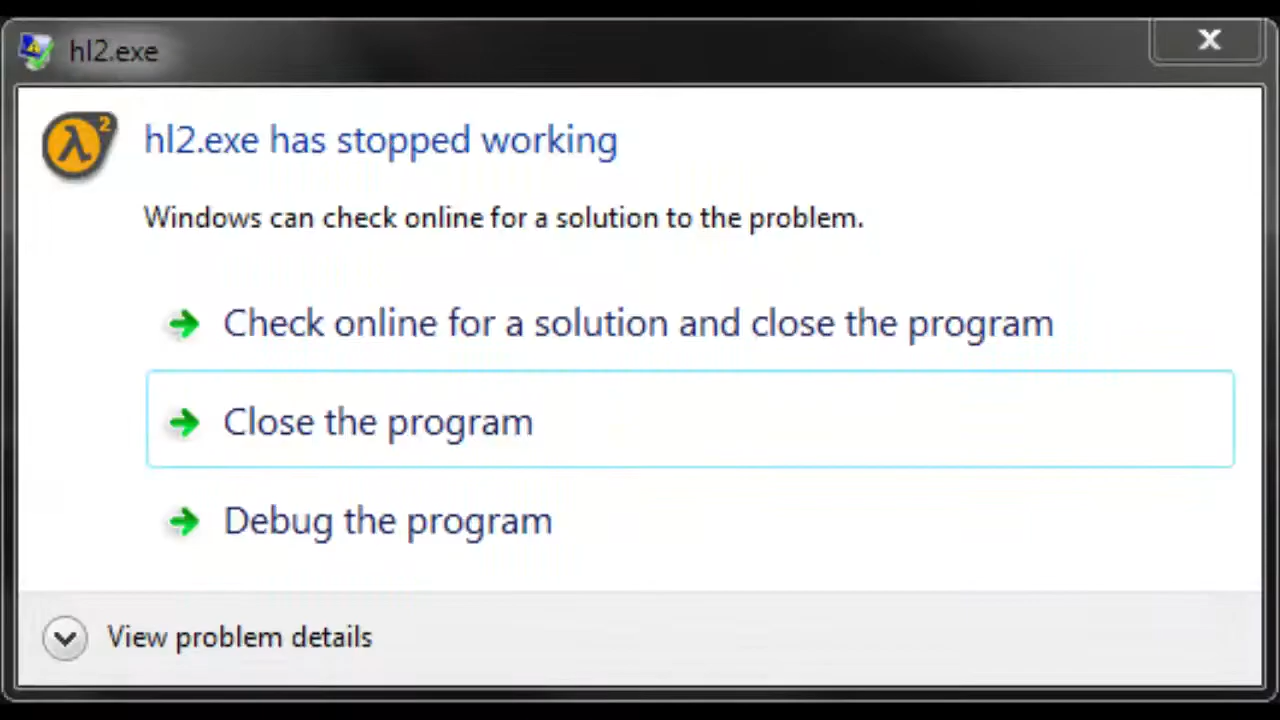 hl2.exe
hl2.exe has stopped working
Windows can check online for a solution to the problem.
Check online for a solution and close the program
Close the program
Debug the program
View problem details